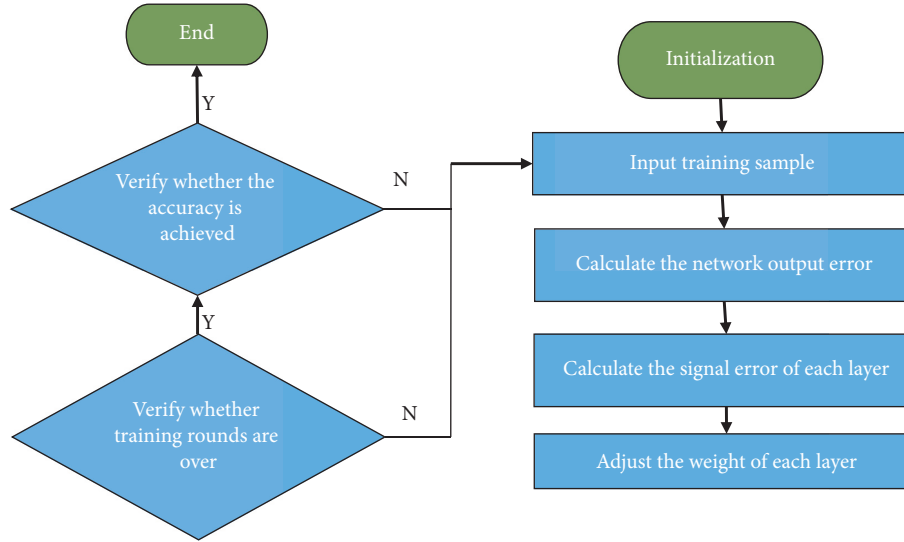 End
Y
Verify whether the
accuracy is
achieved
N
Y
Verify whether
training rounds are
over
N
Initialization
Input training sample
Calculate the network output error
Calculate the signal error of each layer
Adjust the weight of each layer